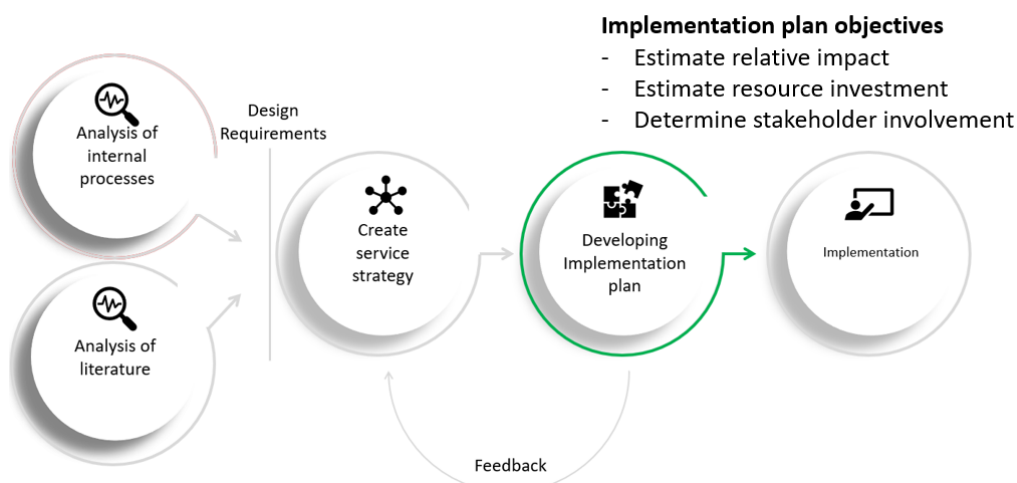 Implementation plan objectives
- Estimate relative impact
- Estimate resource investment
- Determine stakeholder involvement
Analysis of
internal
processes
Design
Requirements
Analysis of
literature
Create
service
strategy
Developing
Implementation
plan
Implementation
Feedback